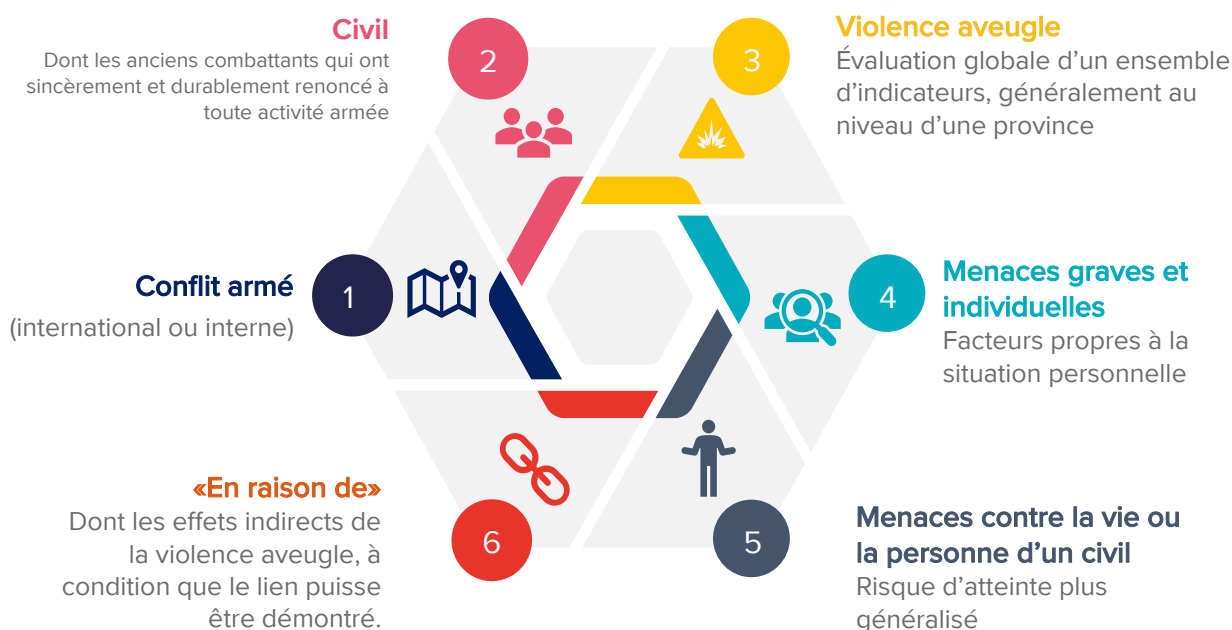 1
Conflit armé
(international ou interne)
2
Civil
Dont les anciens combattants qui ont
sincèrement et durablement renoncé à
toute activité armée
3
Violence aveugle
Évaluation globale d’un ensemble
d’indicateurs, généralement au
niveau d’une province
4
Menaces graves et
individuelles
Facteurs propres à la
situation personnelle
5
Menaces contre la vie ou
la personne d’un civil
Risque d’atteinte plus
généralisé
6
«En raison de»
Dont les effets indirects de
la violence aveugle, à
condition que le lien puisse
être démontré.